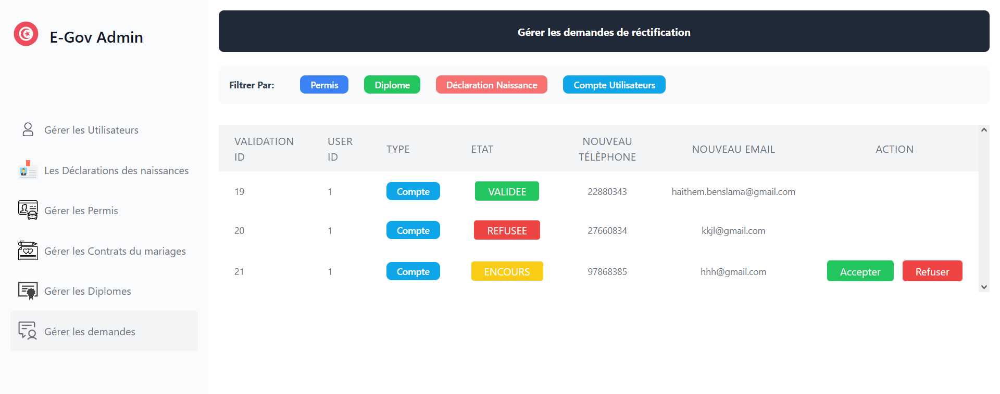 E-Gov Admin
Gérer les Utilisateurs
Les Déclarations des naissances
Gérer les Permis
Gérer les Contrats du mariages
Gérer les Diplomes
Gérer les demandes
Gérer les demandes de réctification
Filtrer Par: Permis Diplome Déclaration Naissance Compte Utilisateurs
VALIDATION ID USER ID TYPE ETAT NOUVEAU TÉLÈPHONE NOUVEAU EMAIL ACTION
19 1 Compte VALIDEE 22880343 haithem.benslama@gmail.com
20 1 Compte REFUSEE 27660834 kkjl@gmail.com
21 1 Compte ENCOURS 97868385 hhh@gmail.com Accepter Refuser